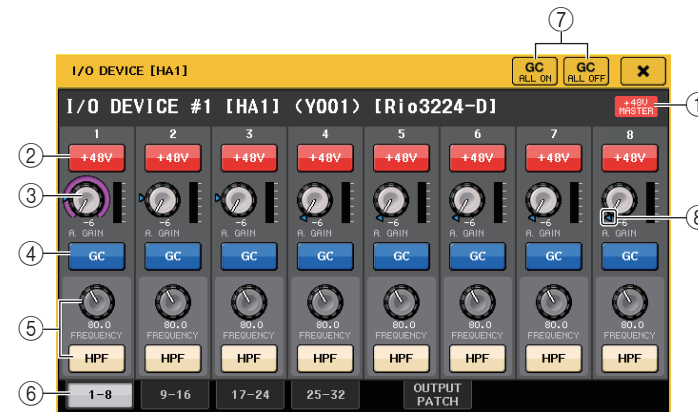 7
I/O DEVICE [HA1]
GC ALL ON
GC ALL OFF
I/O DEVICE #1 [HA1] (Y001) [Rio3224-D]
+48V MASTER
1
1 2 3 4 5 6 7 8
2
+48V +48V +48V +48V +48V +48V +48V +48V
3
-6 -6 -6 -6 -6 -6 -6 -6
8
A. GAIN A. GAIN A. GAIN A. GAIN A. GAIN A. GAIN A. GAIN A. GAIN
4
GC GC GC GC GC GC GC GC
5
80.0 80.0 80.0 80.0 80.0 80.0 80.0 80.0
FREQUENCY FREQUENCY FREQUENCY FREQUENCY FREQUENCY FREQUENCY FREQUENCY FREQUENCY
HPF HPF HPF HPF HPF HPF HPF HPF
6
1-8 9-16 17-24 25-32 OUTPUT PATCH